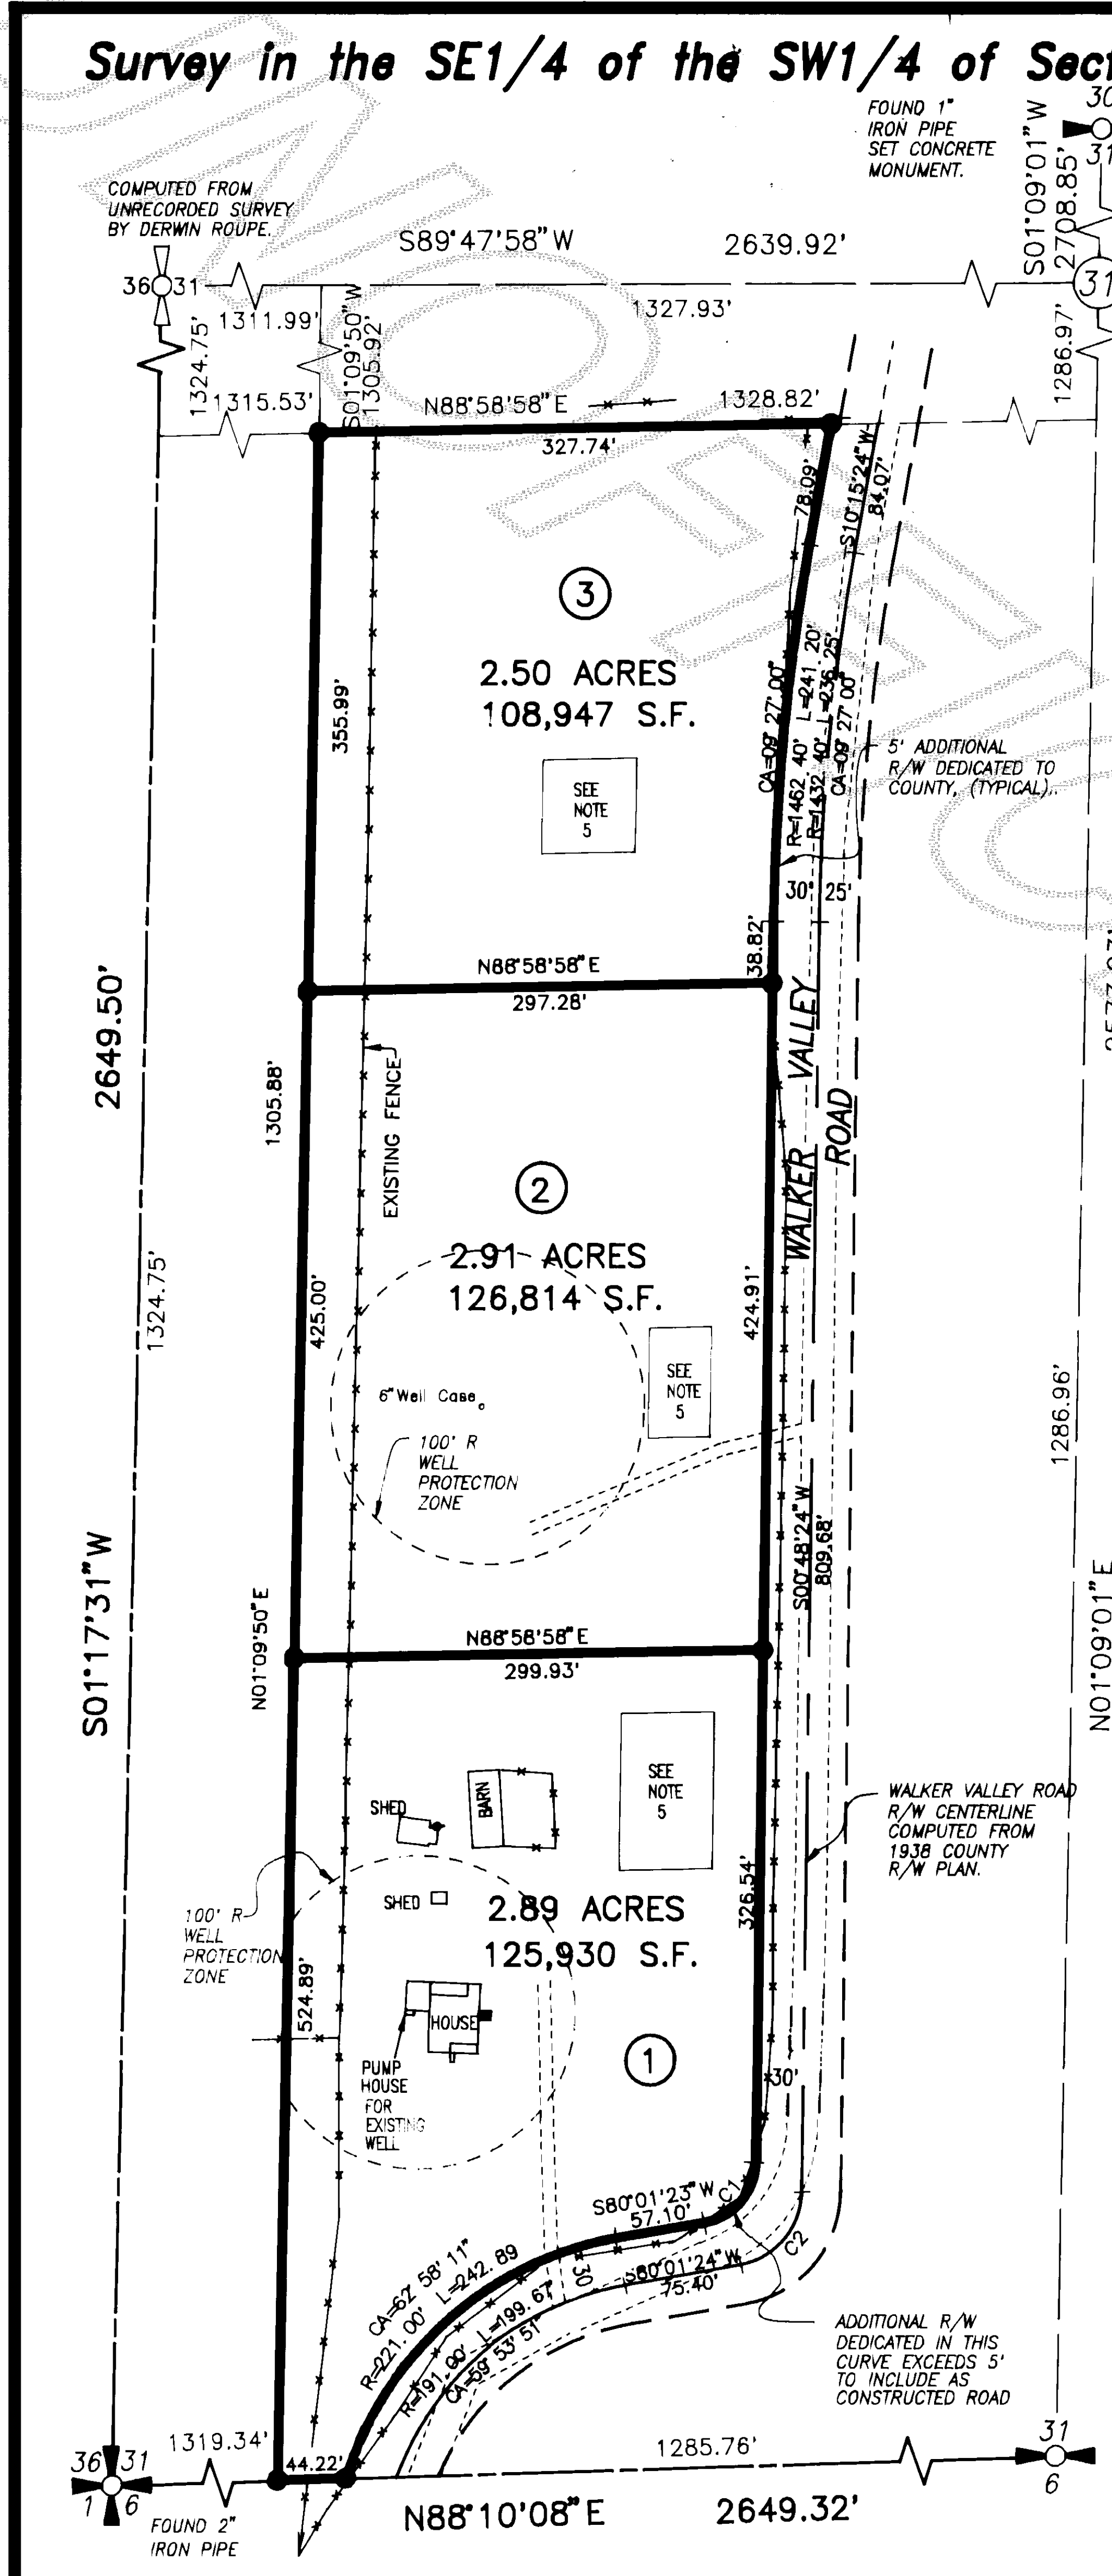 Survey in the SE1/4 of the SW1/4 of Sect
FOUND 1"
IRON PIPE
SET CONCRETE
MONUMENT.
S01°09'01"W
2708.85'
30
31
COMPUTED FROM
UNRECORDED SURVEY
BY DERWIN ROUPE.
S89°47'58"W 2639.92'
36 31
31
1311.99'
1327.93'
1324.75'
S01°09'50"W
1305.92'
1286.97'
1315.53'
N88°58'58"E
1328.82'
327.74'
78.09'
S10°15'24"W
84.07'
3
2.50 ACRES
108,947 S.F.
355.99'
SEE
NOTE
5
CA=09°27'00"
R=1462.40' L=241.20'
R=1432.40' L=236.25'
CA=09°27'00"
5' ADDITIONAL
R/W DEDICATED TO
COUNTY, (TYPICAL).
30' 25'
38.82'
N88°58'58"E
297.28'
2649.50'
1305.88'
EXISTING FENCE
WALKER VALLEY
ROAD
2
2.91 ACRES
126,814 S.F.
1324.75'
425.00'
424.91'
SEE
NOTE
5
6" Well Case
100' R
WELL
PROTECTION
ZONE
1286.96'
S00°48'24"W
809.68'
S01°17'31"W
N01°09'50"E
N01°09'01"E
N88°58'58"E
299.93'
SHED
BARN
SEE
NOTE
5
WALKER VALLEY ROAD
R/W CENTERLINE
COMPUTED FROM
1938 COUNTY
R/W PLAN.
100' R
WELL
PROTECTION
ZONE
SHED
2.89 ACRES
125,930 S.F.
326.54'
524.89'
HOUSE
1
PUMP
HOUSE
FOR
EXISTING
WELL
30'
S80°01'23"W
57.10'
C1
C2
S80°01'24"W
75.40'
30
CA=62°58'11"
R=221.00' L=242.89
R=191.00' L=199.67'
CA=59°53'51"
ADDITIONAL R/W
DEDICATED IN THIS
CURVE EXCEEDS 5'
TO INCLUDE AS
CONSTRUCTED ROAD
1319.34'
44.22'
1285.76'
36 31
1 6
31
6
FOUND 2"
IRON PIPE
N88°10'08"E 2649.32'